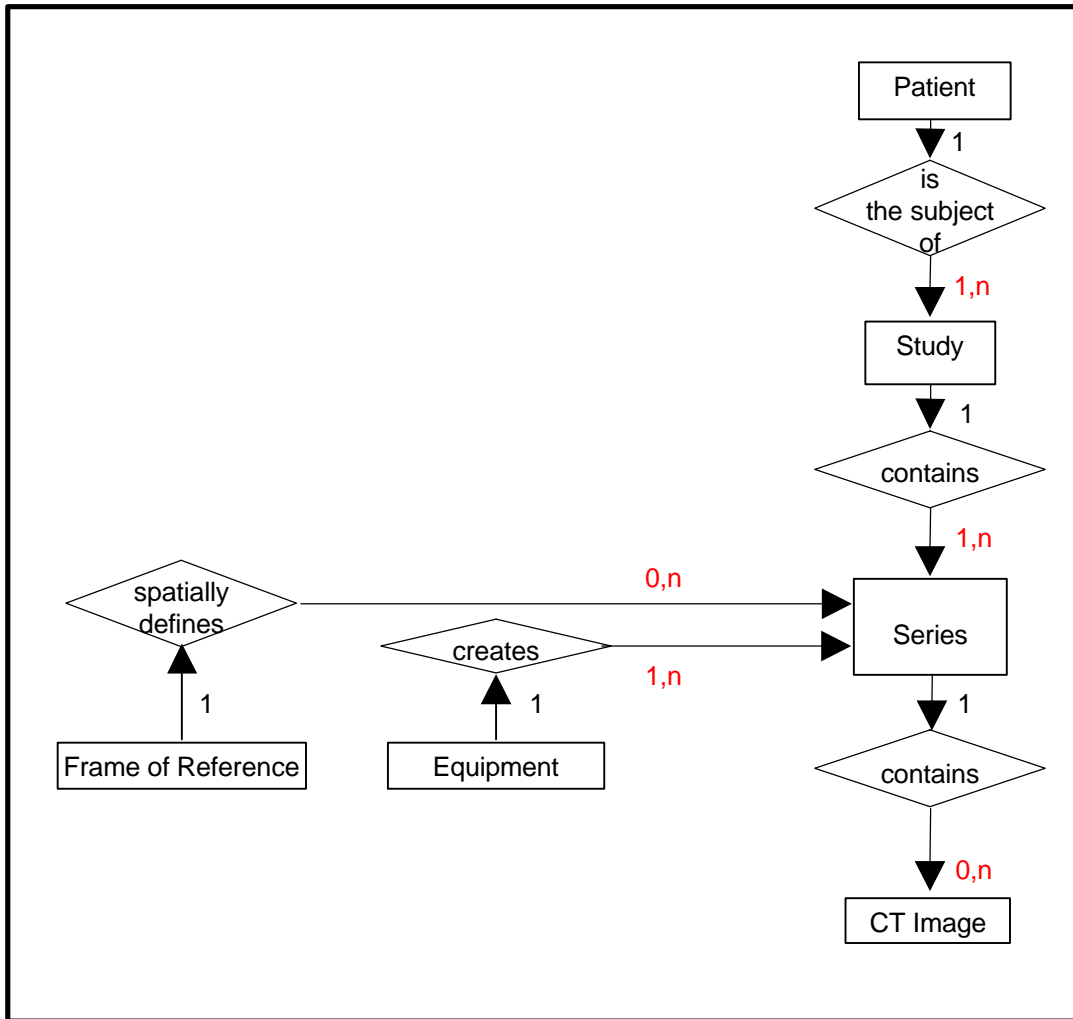 Patient
1
is
the subject
of
1,n
Study
1
contains
1,n
spatially
defines
0,n
creates
1,n
Series
1
1
1
Frame of Reference
Equipment
contains
0,n
CT Image